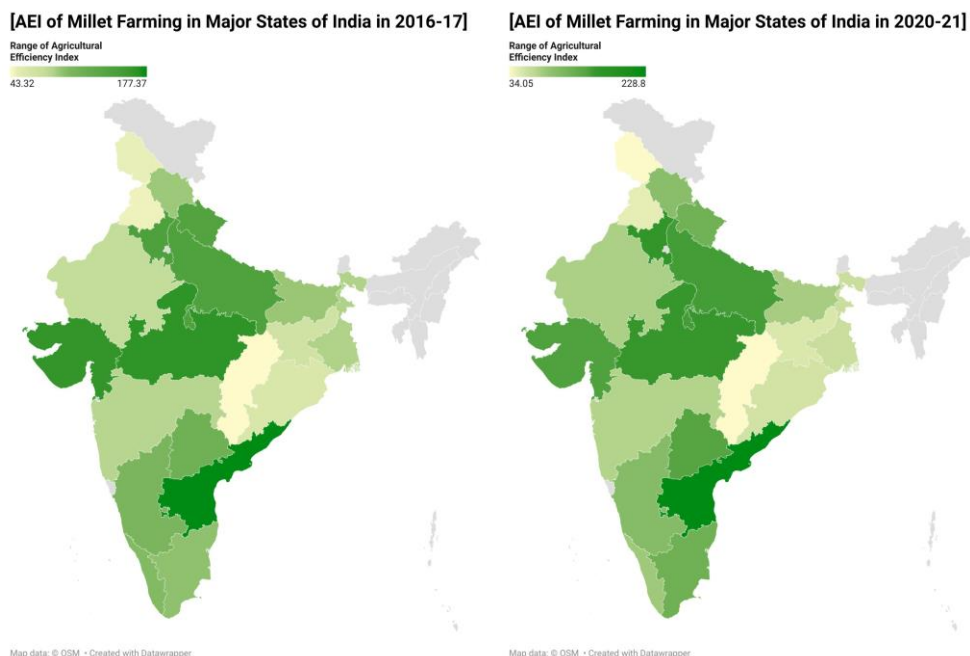 [AEI of Millet Farming in Major States of India in 2016-17]
Range of Agricultural
Efficiency Index
43.32 177.37
Map data: © OSM • Created with Datawrapper
[AEI of Millet Farming in Major States of India in 2020-21]
Range of Agricultural
Efficiency Index
34.05 228.8
Map data: © OSM • Created with Datawrapper